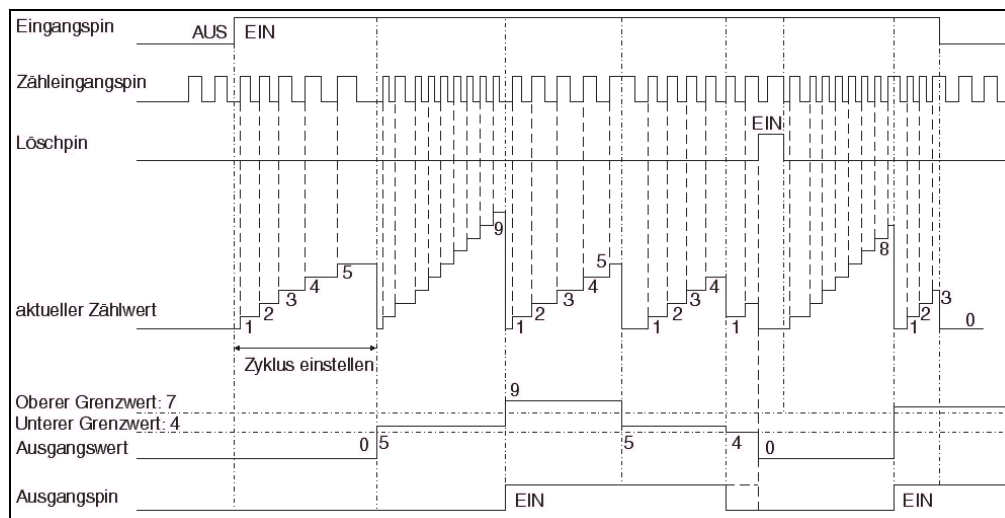 Eingangspin AUS EIN
Zähleingangspin
EIN
Löschpin
9 8
5 5
4 4 4
3 3 3 3
aktueller Zählwert 2 2 2 2
1 1 1 1 1 0
Zyklus einstellen
9
Oberer Grenzwert: 7
Unterer Grenzwert: 4
Ausgangswert 0 5 5 4 0
Ausgangspin EIN EIN